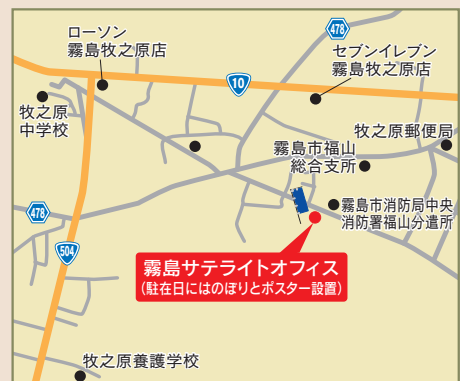 ローソン
霧島牧之原店
478
セブンイレブン
霧島牧之原店
10
牧之原
中学校
牧之原郵便局
霧島市福山
総合支所
霧島市消防局中央
消防署福山分遣所
478
504
霧島サテライトオフィス
(駐在日にはのぼりとポスター設置)
牧之原養護学校